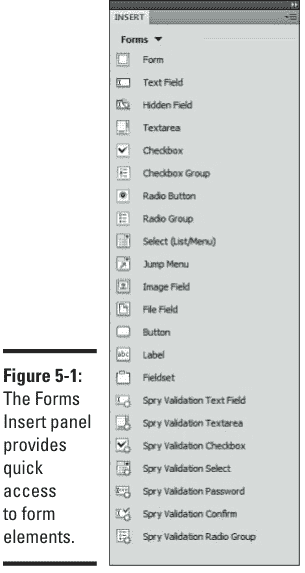 INSERT
Forms
Form
Text Field
Hidden Field
Textarea
Checkbox
Checkbox Group
Radio Button
Radio Group
Select (List/Menu)
Jump Menu
Image Field
File Field
Button
abc Label
Fieldset
Spry Validation Text Field
Spry Validation Textarea
Spry Validation Checkbox
Spry Validation Select
Spry Validation Password
Spry Validation Confirm
Spry Validation Radio Group
Figure 5-1:
The Forms
Insert panel
provides
quick
access
to form
elements.